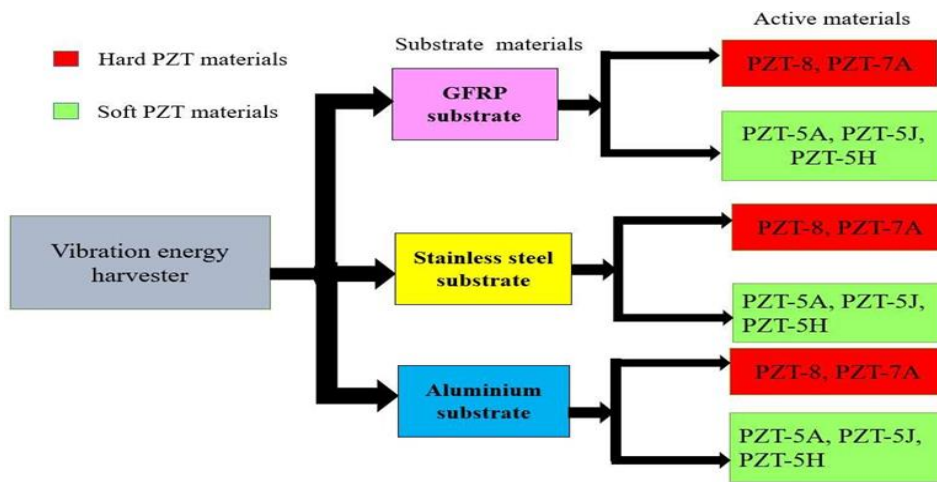 Active materials
Substrate materials
Hard PZT materials
Soft PZT materials
GFRP
substrate
PZT-8, PZT-7A
PZT-5A, PZT-5J,
PZT-5H
Vibration energy
harvester
Stainless steel
substrate
PZT-8, PZT-7A
PZT-5A, PZT-5J,
PZT-5H
Aluminium
substrate
PZT-8, PZT-7A
PZT-5A, PZT-5J,
PZT-5H